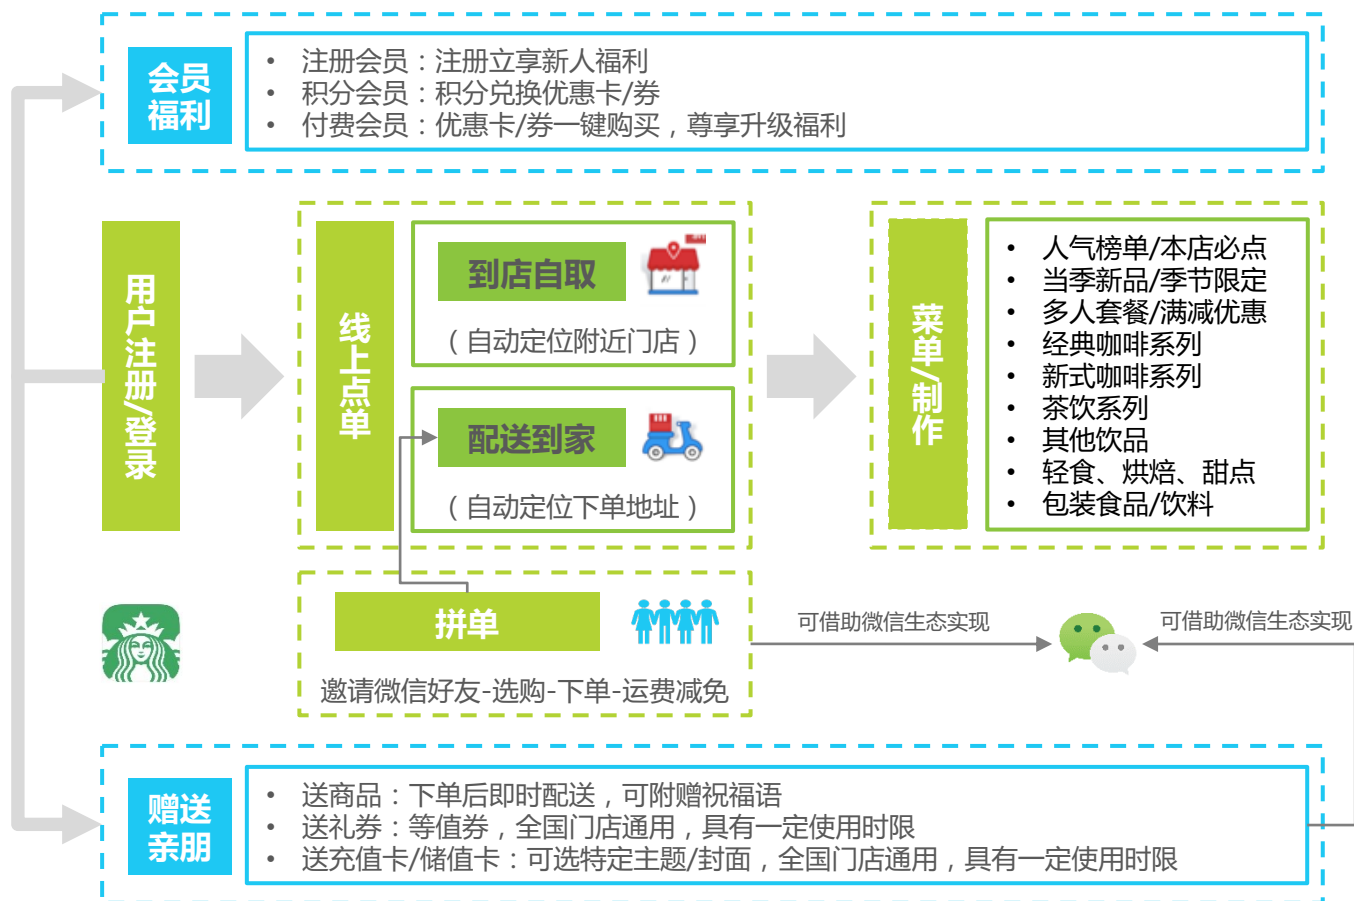 会员
福利
• 注册会员：注册立享新人福利
• 积分会员：积分兑换优惠卡/券
• 付费会员：优惠卡/券一键购买，尊享升级福利
用户注册/登录
线上点单
到店自取
（自动定位附近门店）
配送到家
（自动定位下单地址）
菜单/制作
• 人气榜单/本店必点
• 当季新品/季节限定
• 多人套餐/满减优惠
• 经典咖啡系列
• 新式咖啡系列
• 茶饮系列
• 其他饮品
• 轻食、烘焙、甜点
• 包装食品/饮料
拼单
邀请微信好友-选购-下单-运费减免
可借助微信生态实现
可借助微信生态实现
赠送
亲朋
• 送商品：下单后即时配送，可附赠祝福语
• 送礼券：等值券，全国门店通用，具有一定使用时限
• 送充值卡/储值卡：可选特定主题/封面，全国门店通用，具有一定使用时限